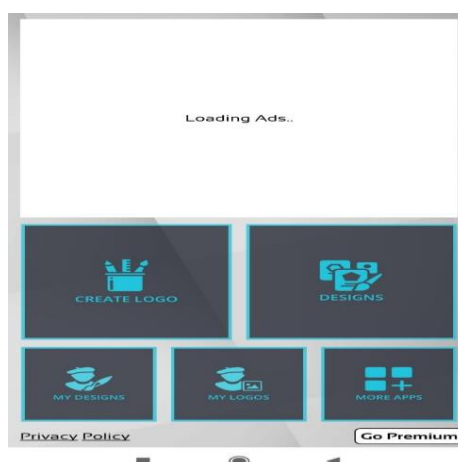 Loading Ads..
CREATE LOGO
DESIGNS
MY DESIGNS
MY LOGOS
MORE APPS
Privacy Policy
Go Premium